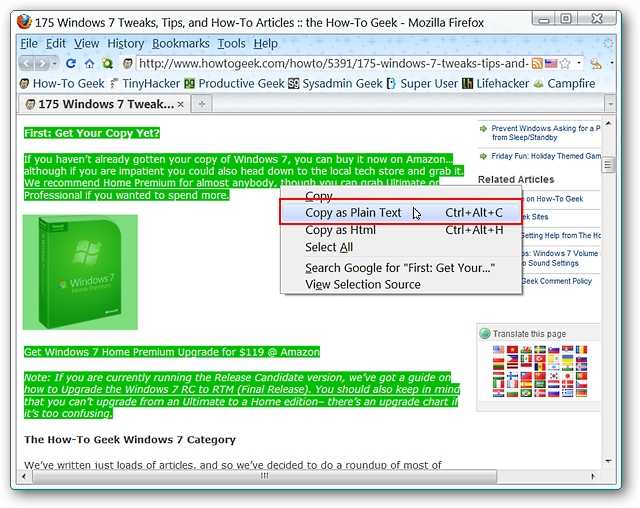 175 Windows 7 Tweaks, Tips, and How-To Articles :: the How-To Geek - Mozilla Firefox
File Edit View History Bookmarks Tools Help
http://www.howtogeek.com/howto/5391/175-windows-7-tweaks-tips-and-
How-To Geek TinyHacker Productive Geek Sysadmin Geek Super User Lifehacker Campfire
175 Windows 7 Tweak...
First: Get Your Copy Yet?
If you haven't already gotten your copy of Windows 7, you can buy it now on Amazon...
although if you are impatient you could also head down to the local tech store and grab it.
We recommend Home Premium for almost anybody, though you can grab Ultimate or
Professional if you wanted to spend more.
Copy
Copy as Plain Text Ctrl+Alt+C
Copy as Html Ctrl+Alt+H
Select All
Search Google for "First: Get Your..."
View Selection Source
Windows 7
Get Windows 7 Home Premium Upgrade for $119 @ Amazon
Note: If you are currently running the Release Candidate version, we've got a guide on
how to Upgrade the Windows 7 RC to RTM (Final Release). You should also keep in mind
that you can't upgrade from an Ultimate to a Home edition– there's an upgrade chart if
it's too confusing.
The How-To Geek Windows 7 Category
We've written just loads of articles, and so we've decided to do a roundup of most of
Prevent Windows Asking for a P
from Sleep/Standby
Friday Fun: Holiday Themed Gam
Related Articles
on How-To Geek
Geek Sites
Getting Help from The Ho
os: Windows 7 Volume
Sound Settings
Geek Comment Policy
Translate this page